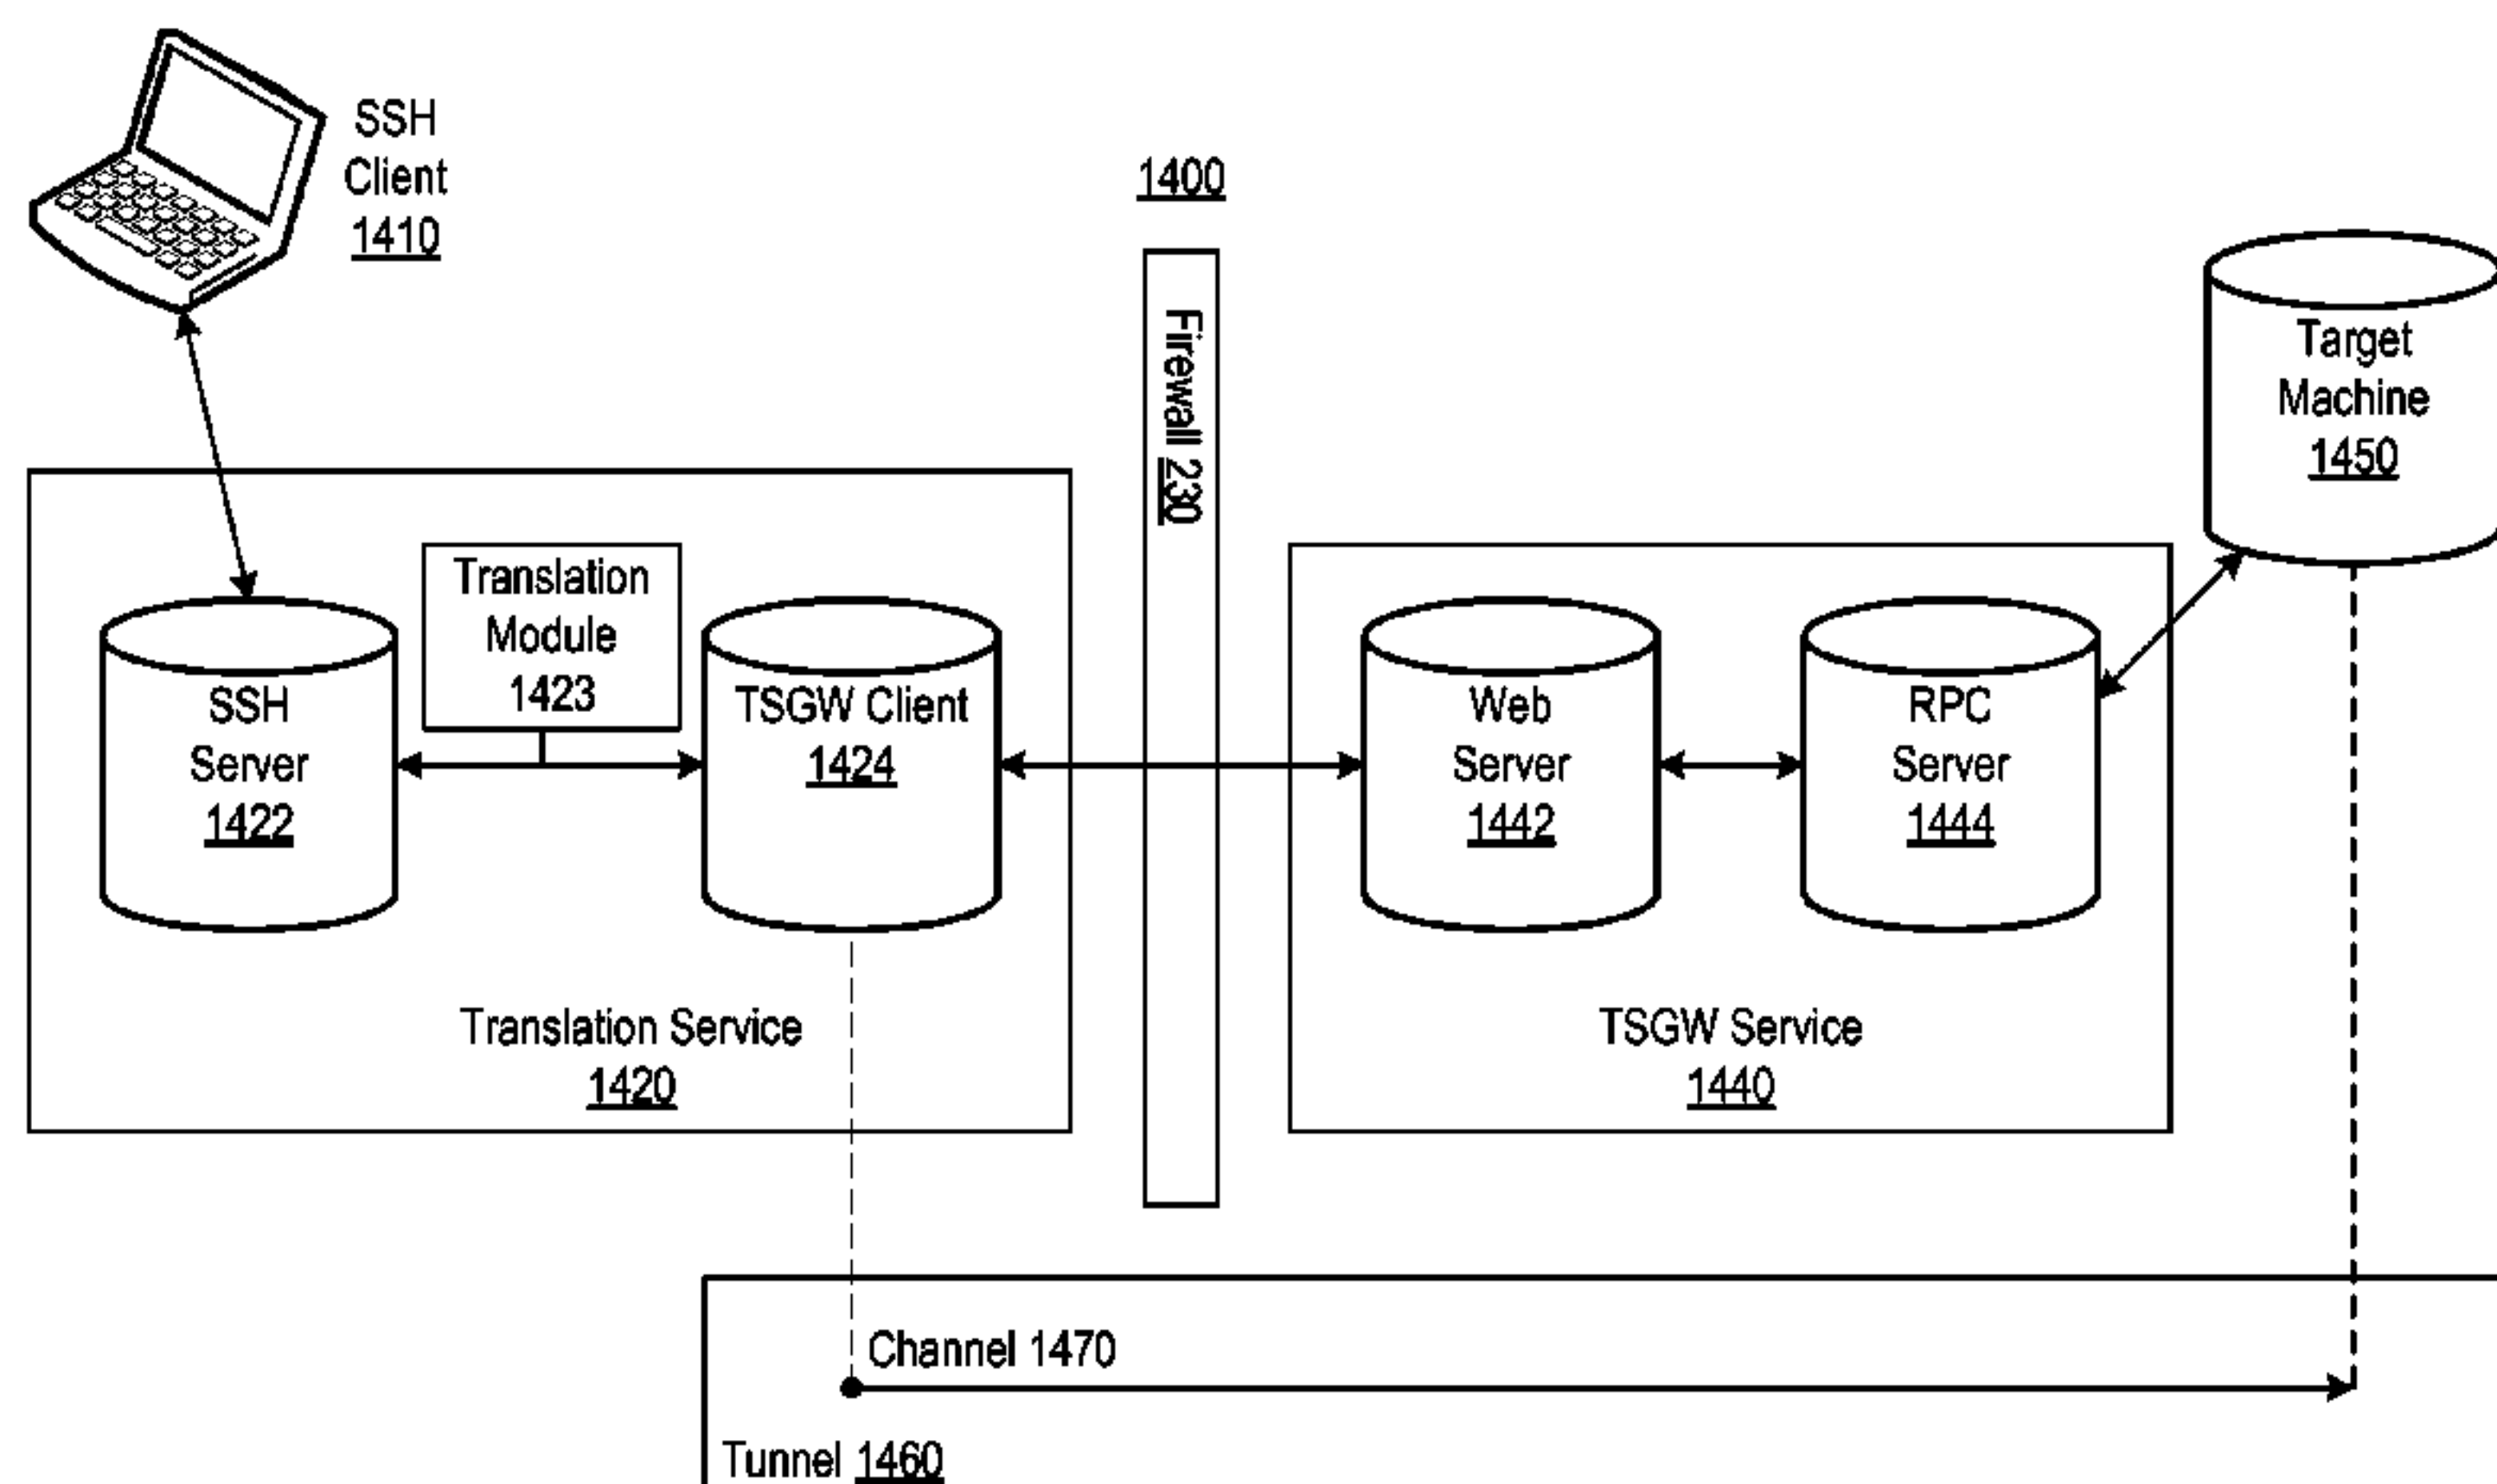 SSH
Client
1410
1400
Firewall 230
Target
Machine
1450
Translation
Module
1423
SSH
Server
1422
TSGW Client
1424
Web
Server
1442
RPC
Server
1444
Translation Service
1420
TSGW Service
1440
Channel 1470
Tunnel 1460